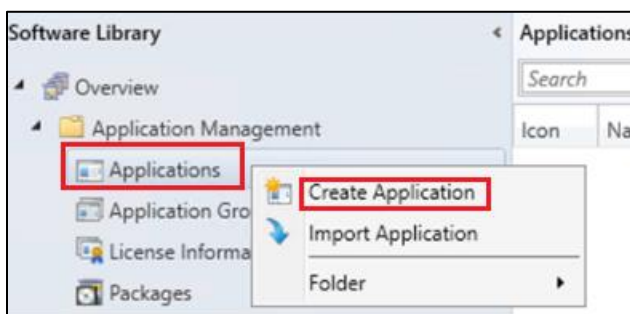 Software Library
Applications
Overview
Search
Application Management
Icon Na
Applications
Create Application
Application Gro
Import Application
License Informa
Folder
Packages